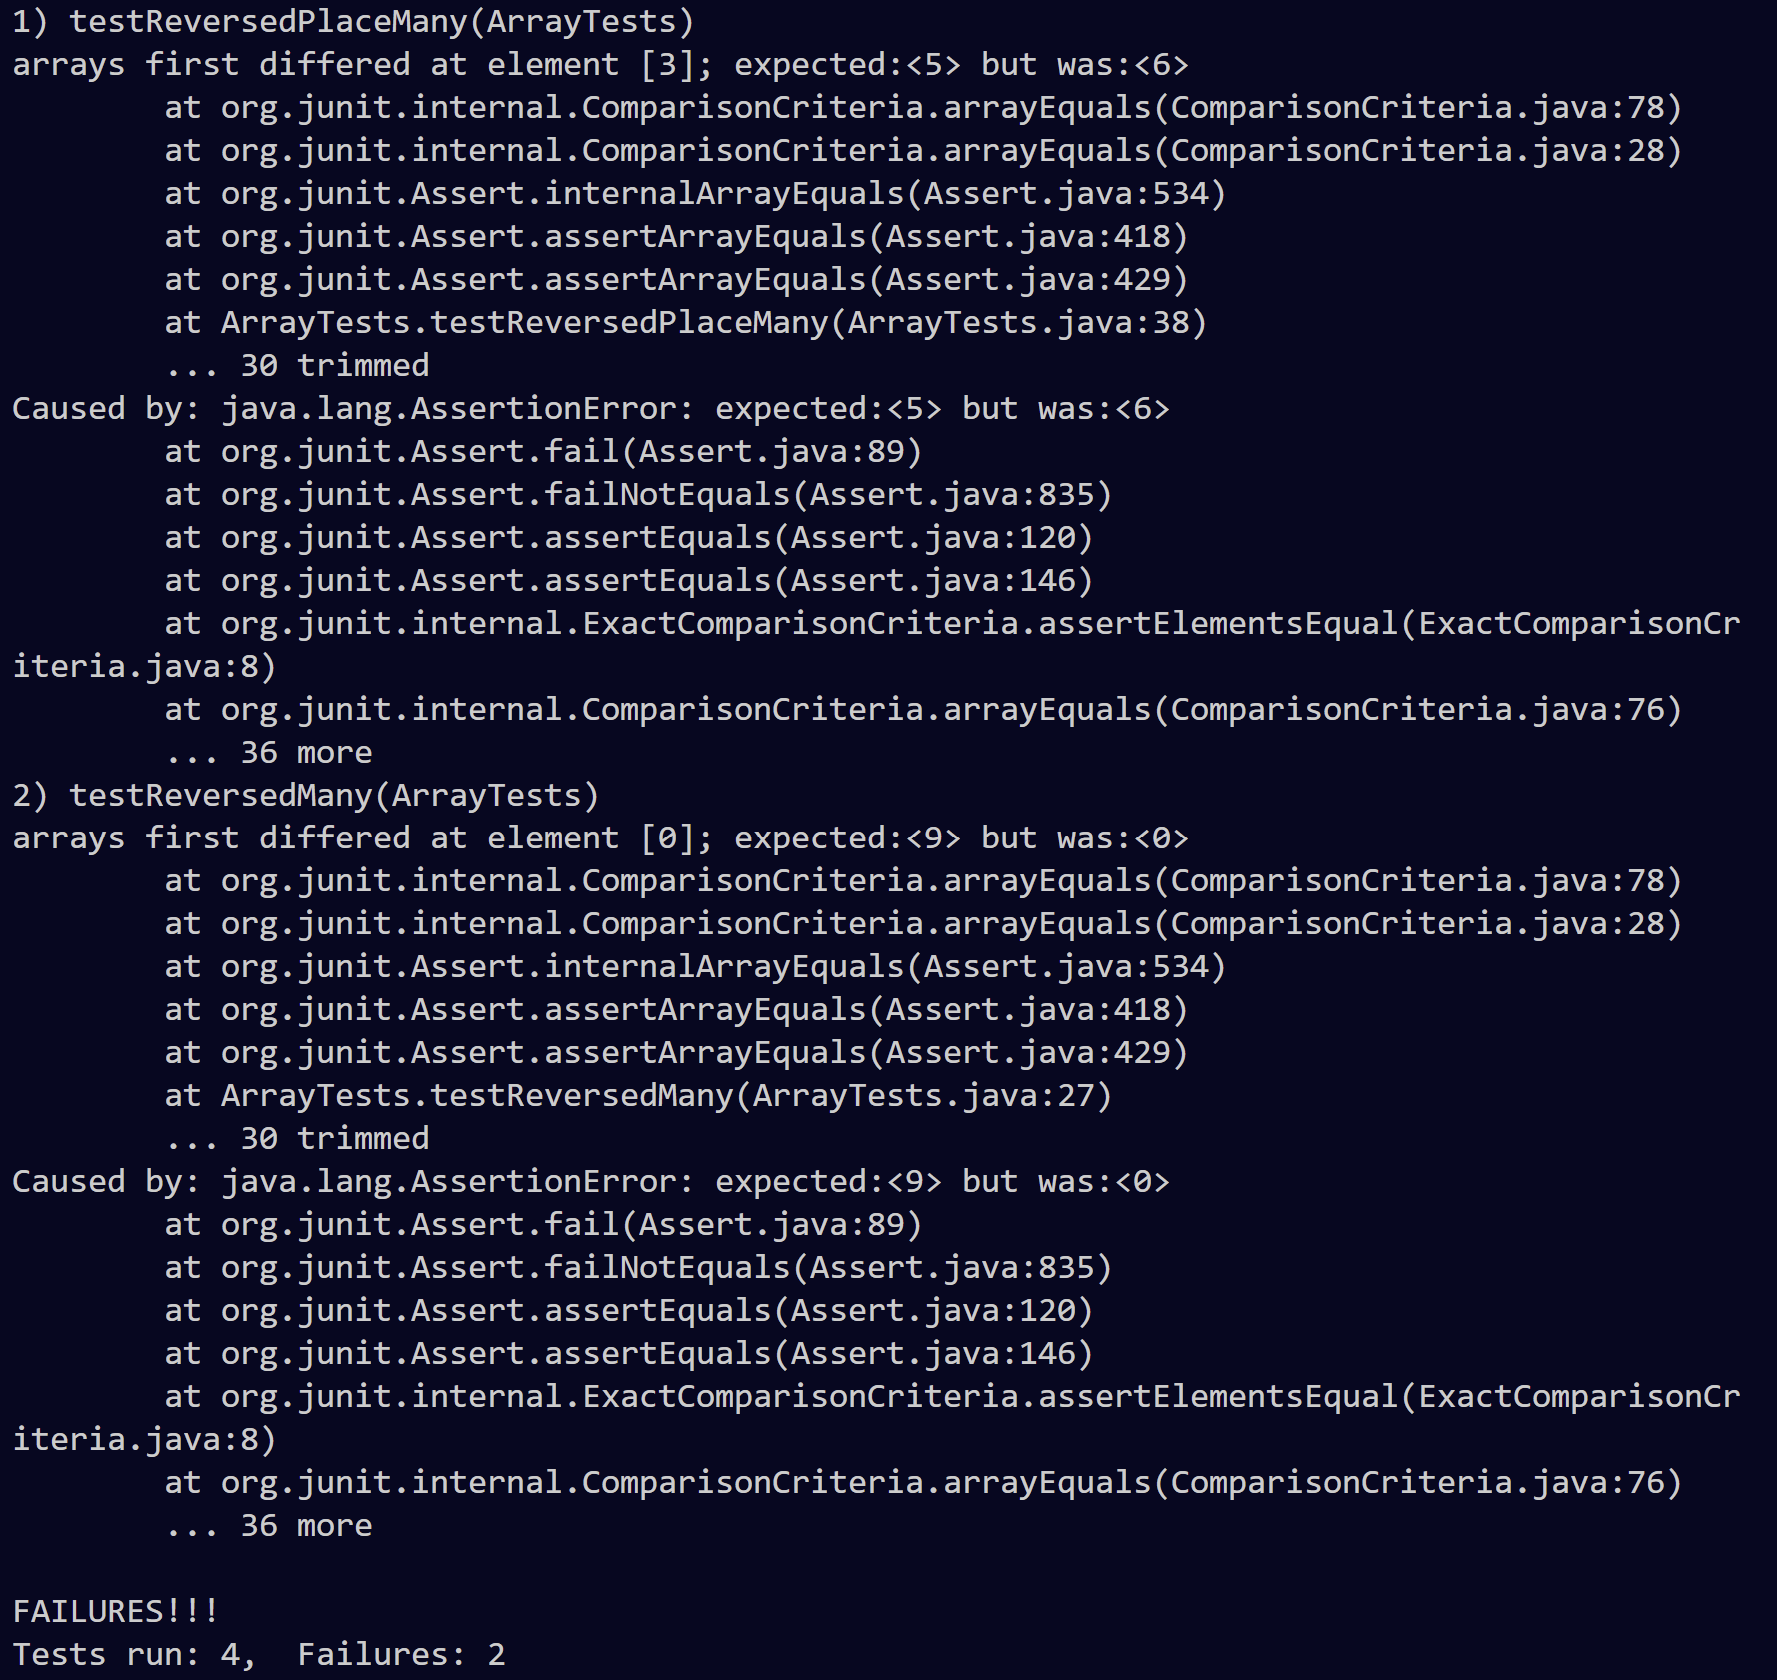 1) testReversedPlaceMany(ArrayTests)
arrays first differed at element [3]; expected:<5> but was:<6>
        at org.junit.internal.ComparisonCriteria.arrayEquals(ComparisonCriteria.java:78)
        at org.junit.internal.ComparisonCriteria.arrayEquals(ComparisonCriteria.java:28)
        at org.junit.Assert.internalArrayEquals(Assert.java:534)
        at org.junit.Assert.assertArrayEquals(Assert.java:418)
        at org.junit.Assert.assertArrayEquals(Assert.java:429)
        at ArrayTests.testReversedPlaceMany(ArrayTests.java:38)
        ... 30 trimmed
Caused by: java.lang.AssertionError: expected:<5> but was:<6>
        at org.junit.Assert.fail(Assert.java:89)
        at org.junit.Assert.failNotEquals(Assert.java:835)
        at org.junit.Assert.assertEquals(Assert.java:120)
        at org.junit.Assert.assertEquals(Assert.java:146)
        at org.junit.internal.ExactComparisonCriteria.assertElementsEqual(ExactComparisonCr
iteria.java:8)
        at org.junit.internal.ComparisonCriteria.arrayEquals(ComparisonCriteria.java:76)
        ... 36 more
2) testReversedMany(ArrayTests)
arrays first differed at element [0]; expected:<9> but was:<0>
        at org.junit.internal.ComparisonCriteria.arrayEquals(ComparisonCriteria.java:78)
        at org.junit.internal.ComparisonCriteria.arrayEquals(ComparisonCriteria.java:28)
        at org.junit.Assert.internalArrayEquals(Assert.java:534)
        at org.junit.Assert.assertArrayEquals(Assert.java:418)
        at org.junit.Assert.assertArrayEquals(Assert.java:429)
        at ArrayTests.testReversedMany(ArrayTests.java:27)
        ... 30 trimmed
Caused by: java.lang.AssertionError: expected:<9> but was:<0>
        at org.junit.Assert.fail(Assert.java:89)
        at org.junit.Assert.failNotEquals(Assert.java:835)
        at org.junit.Assert.assertEquals(Assert.java:120)
        at org.junit.Assert.assertEquals(Assert.java:146)
        at org.junit.internal.ExactComparisonCriteria.assertElementsEqual(ExactComparisonCr
iteria.java:8)
        at org.junit.internal.ComparisonCriteria.arrayEquals(ComparisonCriteria.java:76)
        ... 36 more

FAILURES!!!
Tests run: 4,  Failures: 2